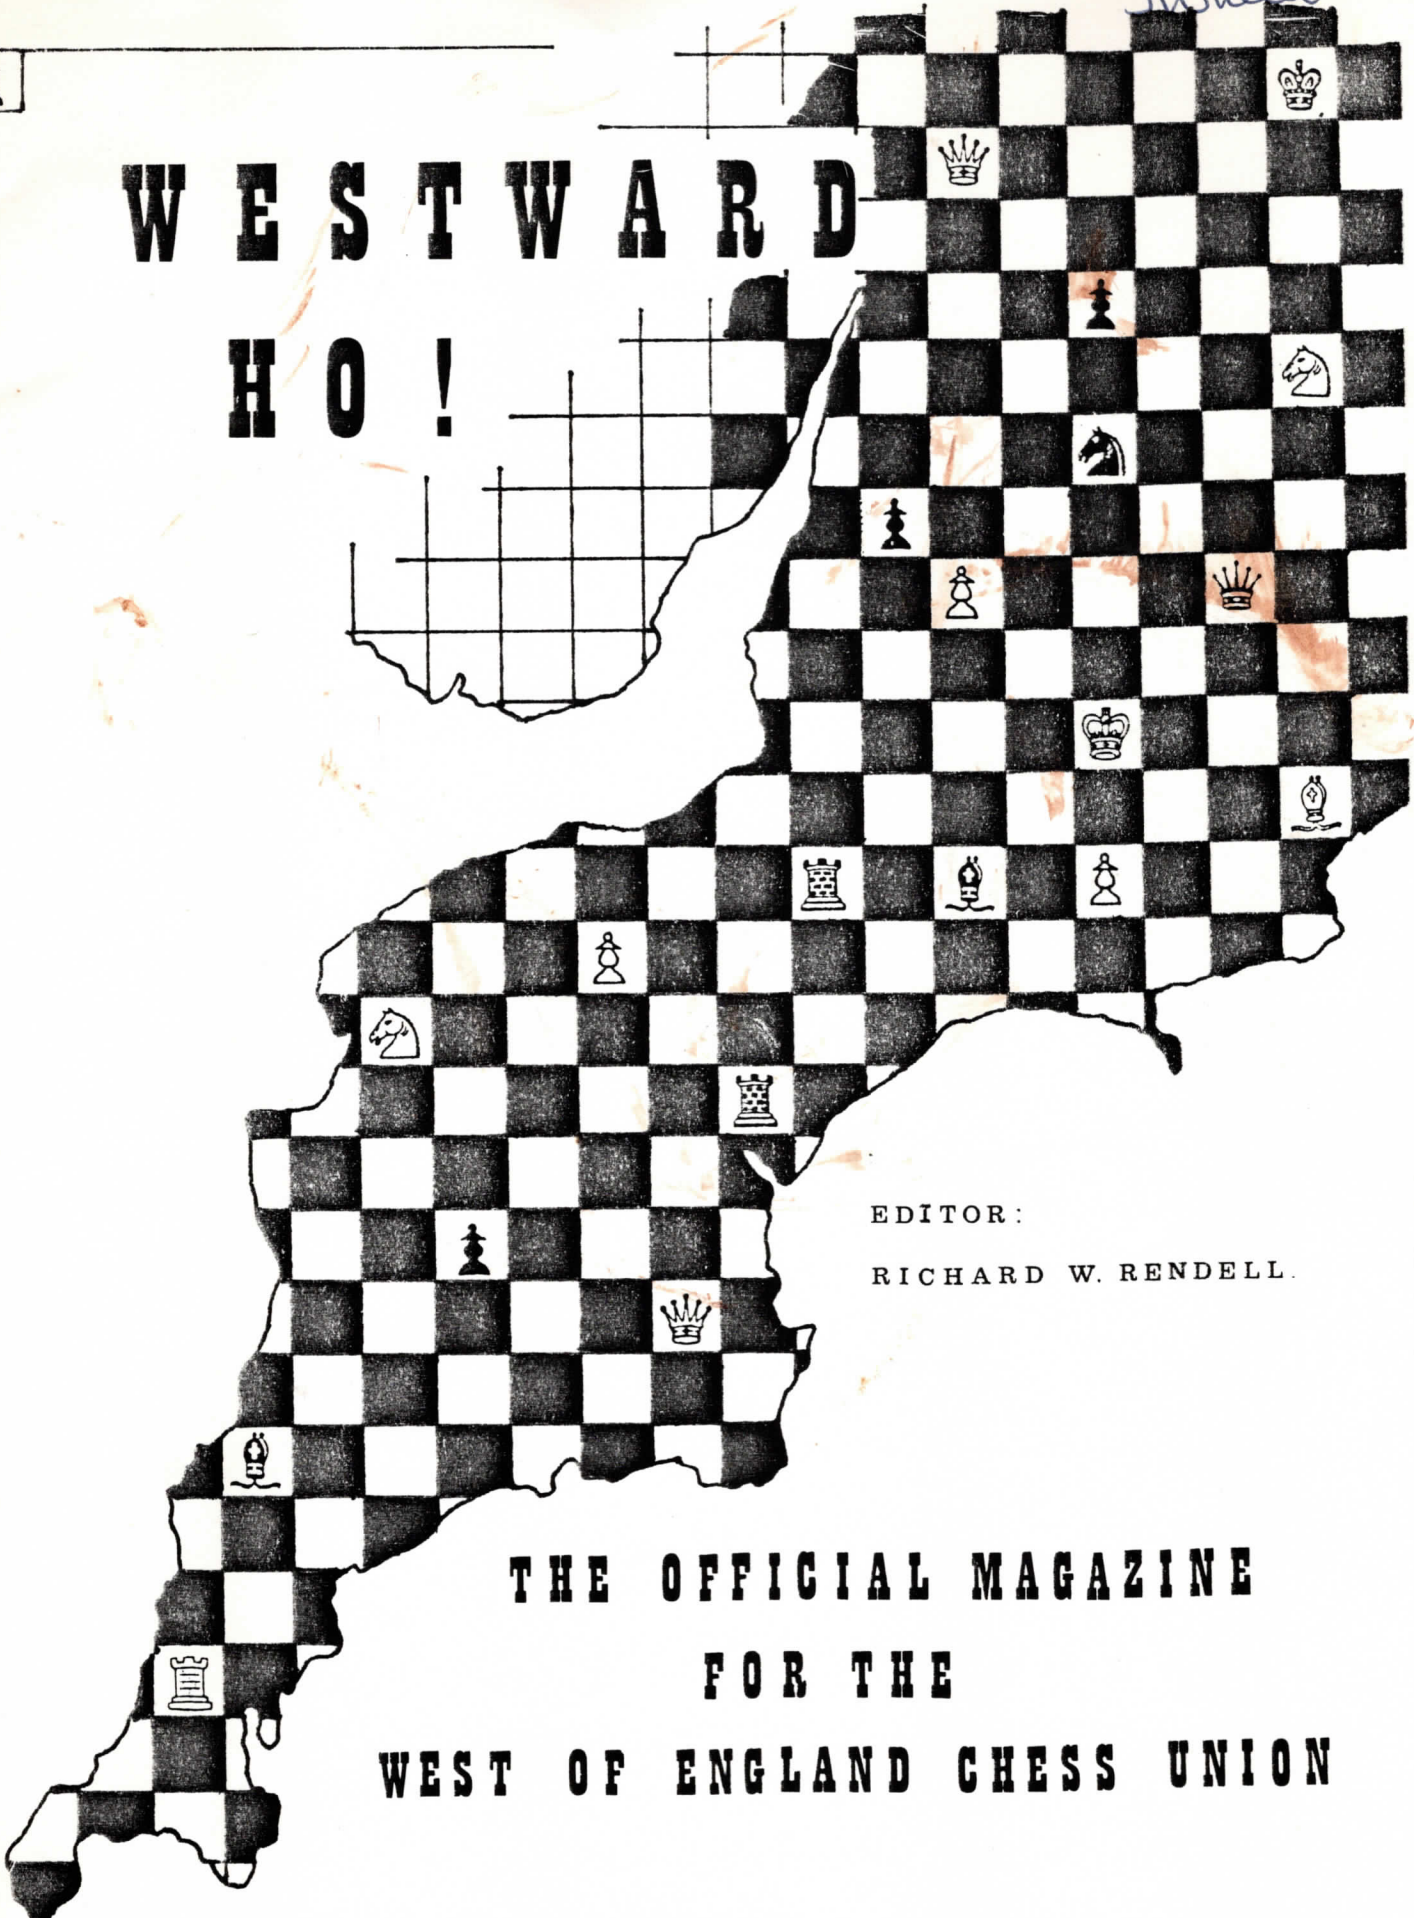 WESTWARD
HO!
EDITOR:
RICHARD W. RENDELL.
THE OFFICIAL MAGAZINE
FOR THE
WEST OF ENGLAND CHESS UNION